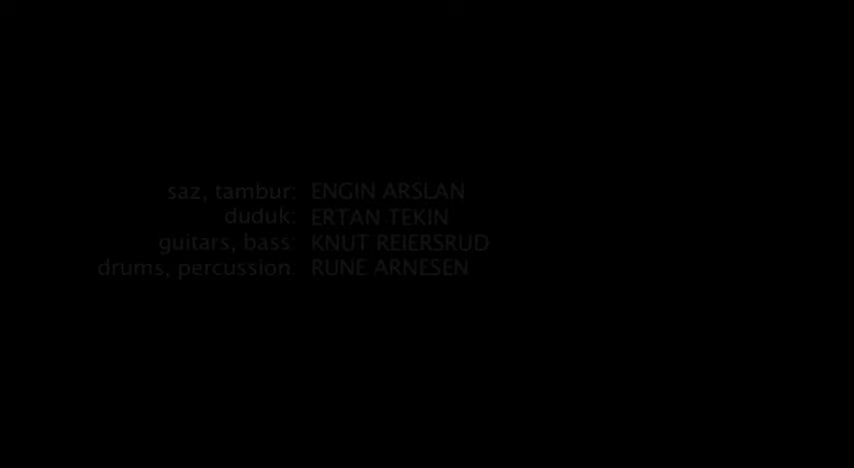 saz, tambur: ENGIN ARSLAN
duduk: ERTAN TEKIN
guitars, bass: KNUT REIERSRUD
drums, percussion: RUNE ARNESEN